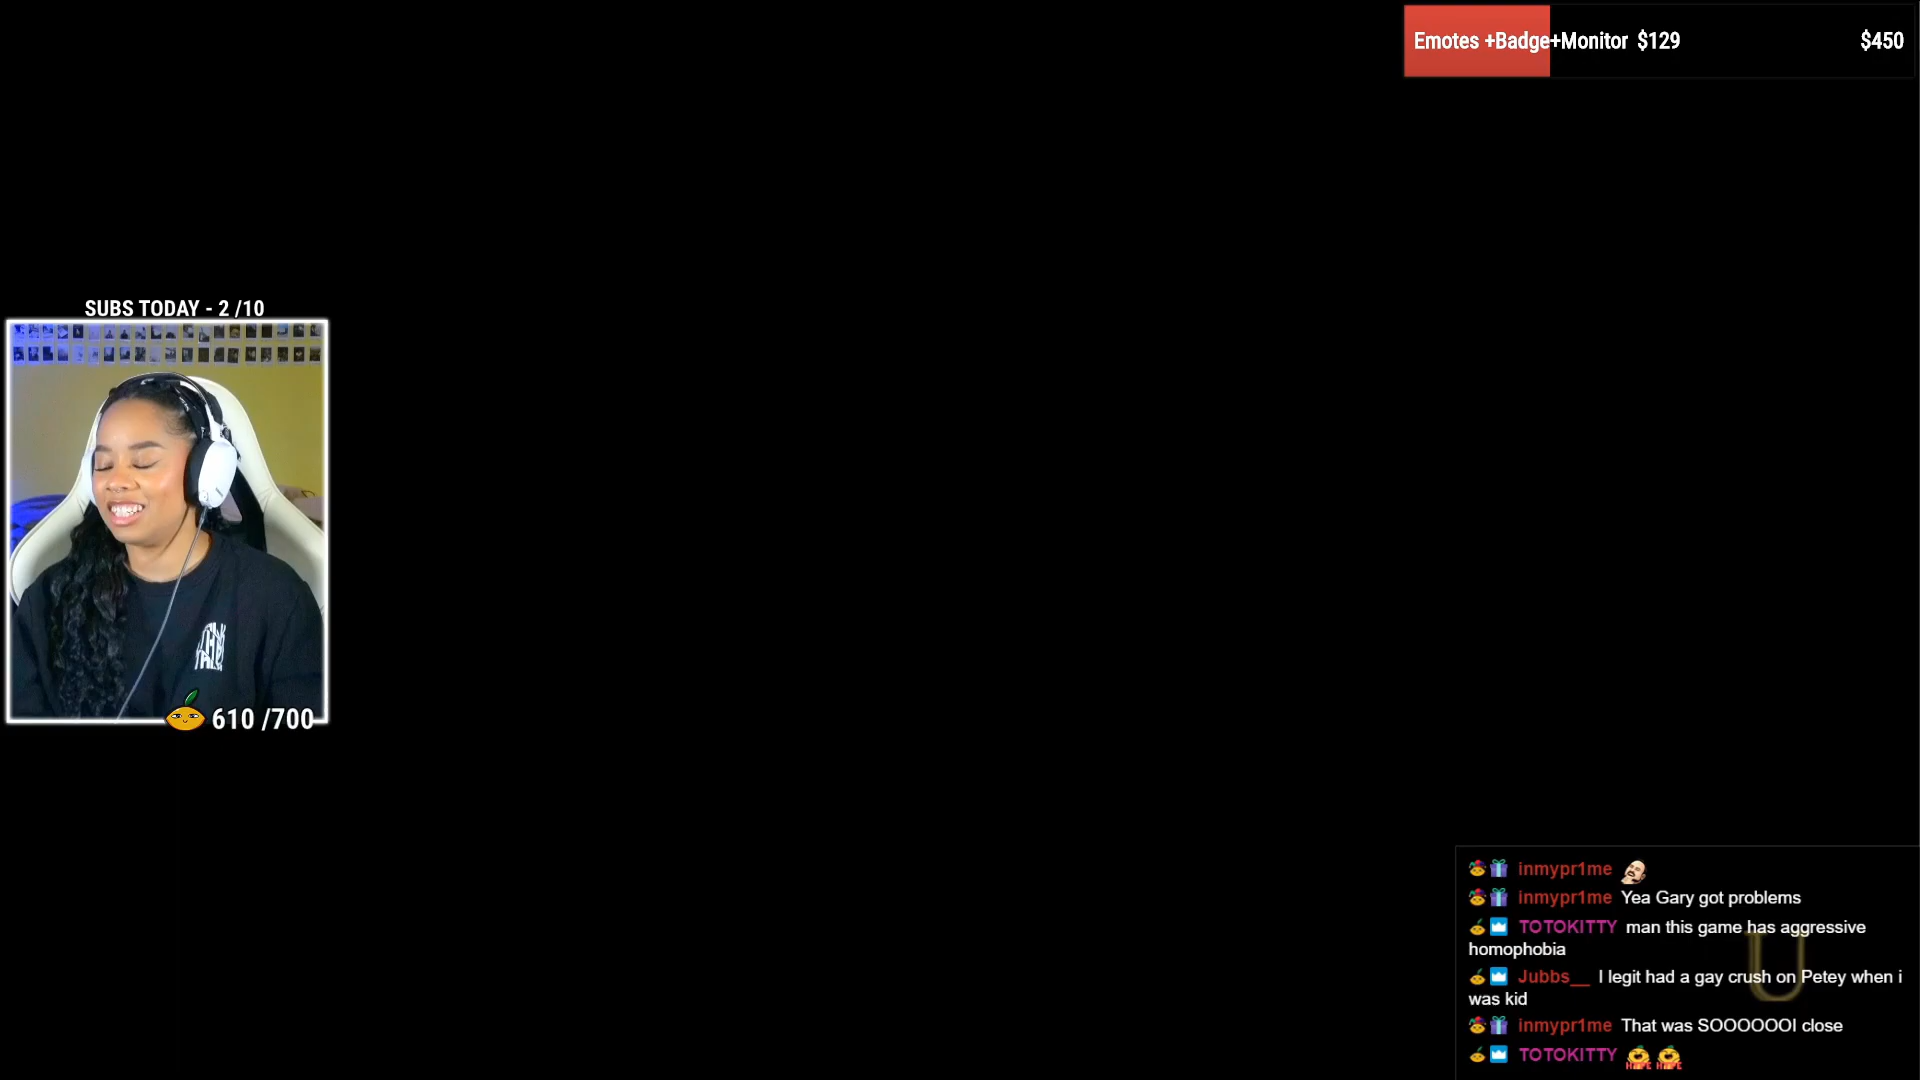 Emotes +Badge+Monitor $129 $450
SUBS TODAY - 2 /10
610 /700
inmypr1me
inmypr1me Yea Gary got problems
TOTOKITTY man this game has aggressive
homophobia
Jubbs__ I legit had a gay crush on Petey when i
was kid
inmypr1me That was SOOOOOOI close
TOTOKITTY
U